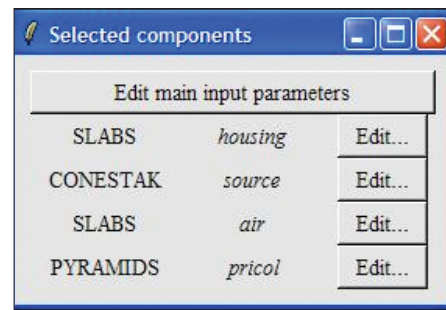 Selected components
Edit main input parameters
SLABS housing Edit...
CONESTAK source Edit...
SLABS air Edit...
PYRAMIDS pricol Edit...